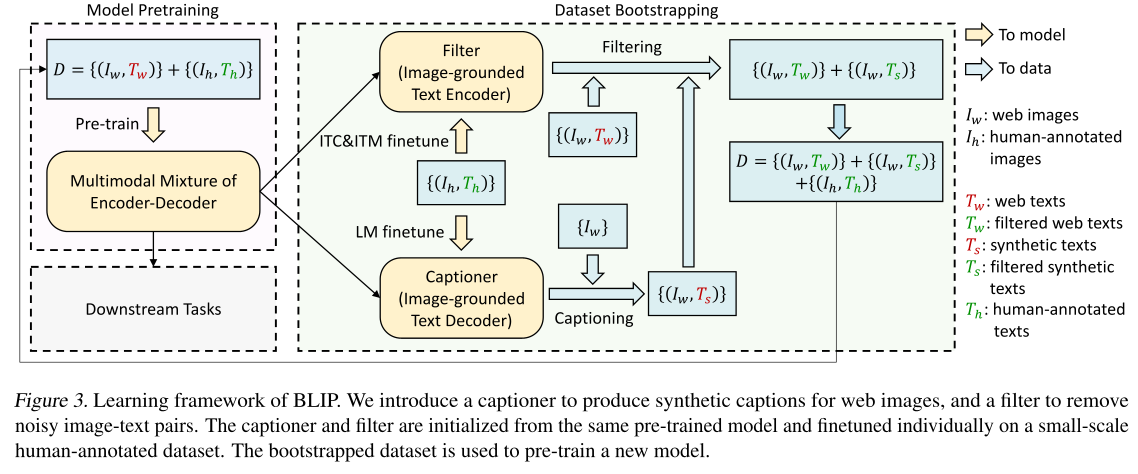 Model Pretraining
D = {(I_w, T_w)} + {(I_h, T_h)}
Pre-train
Multimodal Mixture of
Encoder-Decoder
Downstream Tasks
Dataset Bootstrapping
Filter
(Image-grounded
Text Encoder)
ITC&ITM finetune
{(I_h, T_h)}
LM finetune
Captioner
(Image-grounded
Text Decoder)
Filtering
{(I_w, T_w)}
{I_w}
Captioning
{(I_w, T_s)}
{(I_w, T_w)} + {(I_w, T_s)}
D = {(I_w, T_w)} + {(I_w, T_s)}
+{(I_h, T_h)}
To model
To data
I_w: web images
I_h: human-annotated
images
T_w: web texts
T_w: filtered web texts
T_s: synthetic texts
T_s: filtered synthetic
texts
T_h: human-annotated
texts
Figure 3. Learning framework of BLIP. We introduce a captioner to produce synthetic captions for web images, and a filter to remove
noisy image-text pairs. The captioner and filter are initialized from the same pre-trained model and finetuned individually on a small-scale
human-annotated dataset. The bootstrapped dataset is used to pre-train a new model.